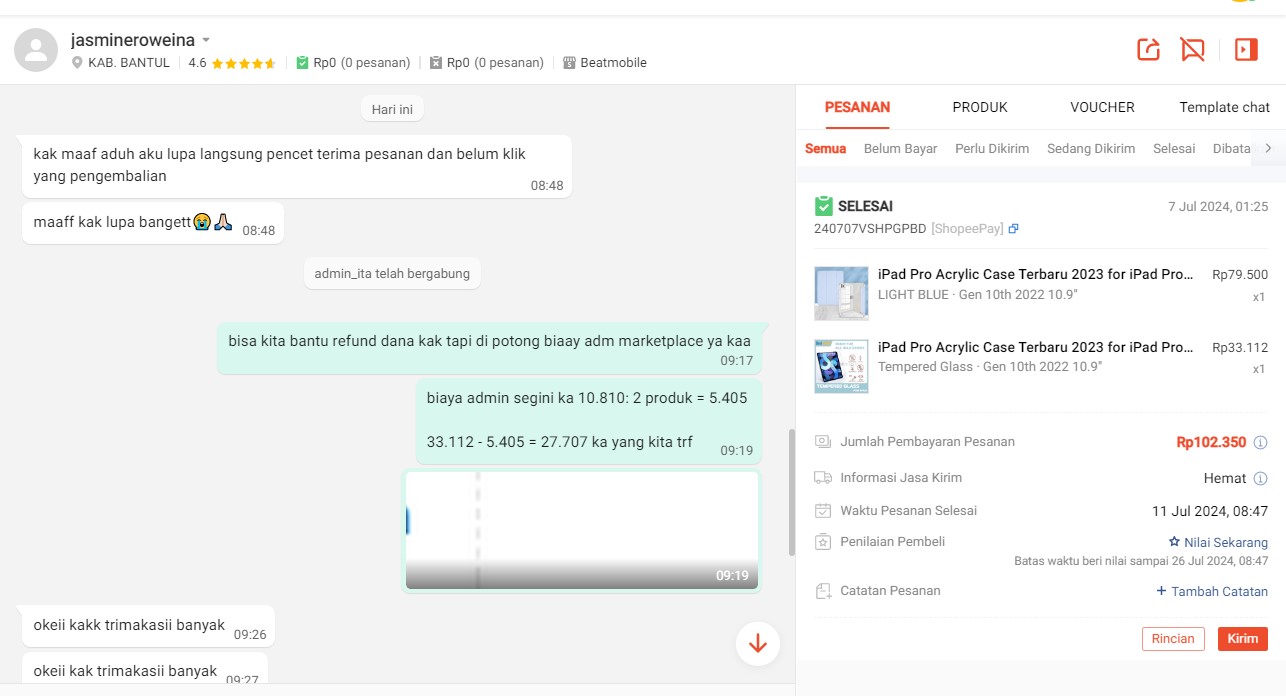 jasmineroweina
KAB. BANTUL
4.6
Rp0 (0 pesanan)
Rp0 (0 pesanan)
Beatmobile
Hari ini
kak maaf aduh aku lupa langsung pencet terima pesanan dan belum klik
yang pengembalian
08:48
maaff kak lupa bangett😭🙏🏻
08:48
admin_ita telah bergabung
bisa kita bantu refund dana kak tapi di potong biaay adm marketplace ya kaa
09:17
biaya admin segini ka 10.810: 2 produk = 5.405
33.112 - 5.405 = 27.707 ka yang kita trf
09:19
09:19
okeii kakk trimakasii banyak
09:26
okeii kak trimakasii banyak
09:27
PESANAN
PRODUK
VOUCHER
Template chat
Semua
Belum Bayar
Perlu Dikirim
Sedang Dikirim
Selesai
Dibata
SELESAI
7 Jul 2024, 01:25
240707VSHPGPBD [ShopeePay]
iPad Pro Acrylic Case Terbaru 2023 for iPad Pro...
Rp79.500
LIGHT BLUE · Gen 10th 2022 10.9"
x1
iPad Pro Acrylic Case Terbaru 2023 for iPad Pro...
Rp33.112
Tempered Glass · Gen 10th 2022 10.9"
x1
TEMPERED GLASS
Jumlah Pembayaran Pesanan
Rp102.350
Informasi Jasa Kirim
Hemat
Waktu Pesanan Selesai
11 Jul 2024, 08:47
Penilaian Pembeli
Nilai Sekarang
Batas waktu beri nilai sampai 26 Jul 2024, 08:47
Catatan Pesanan
+ Tambah Catatan
Rincian
Kirim